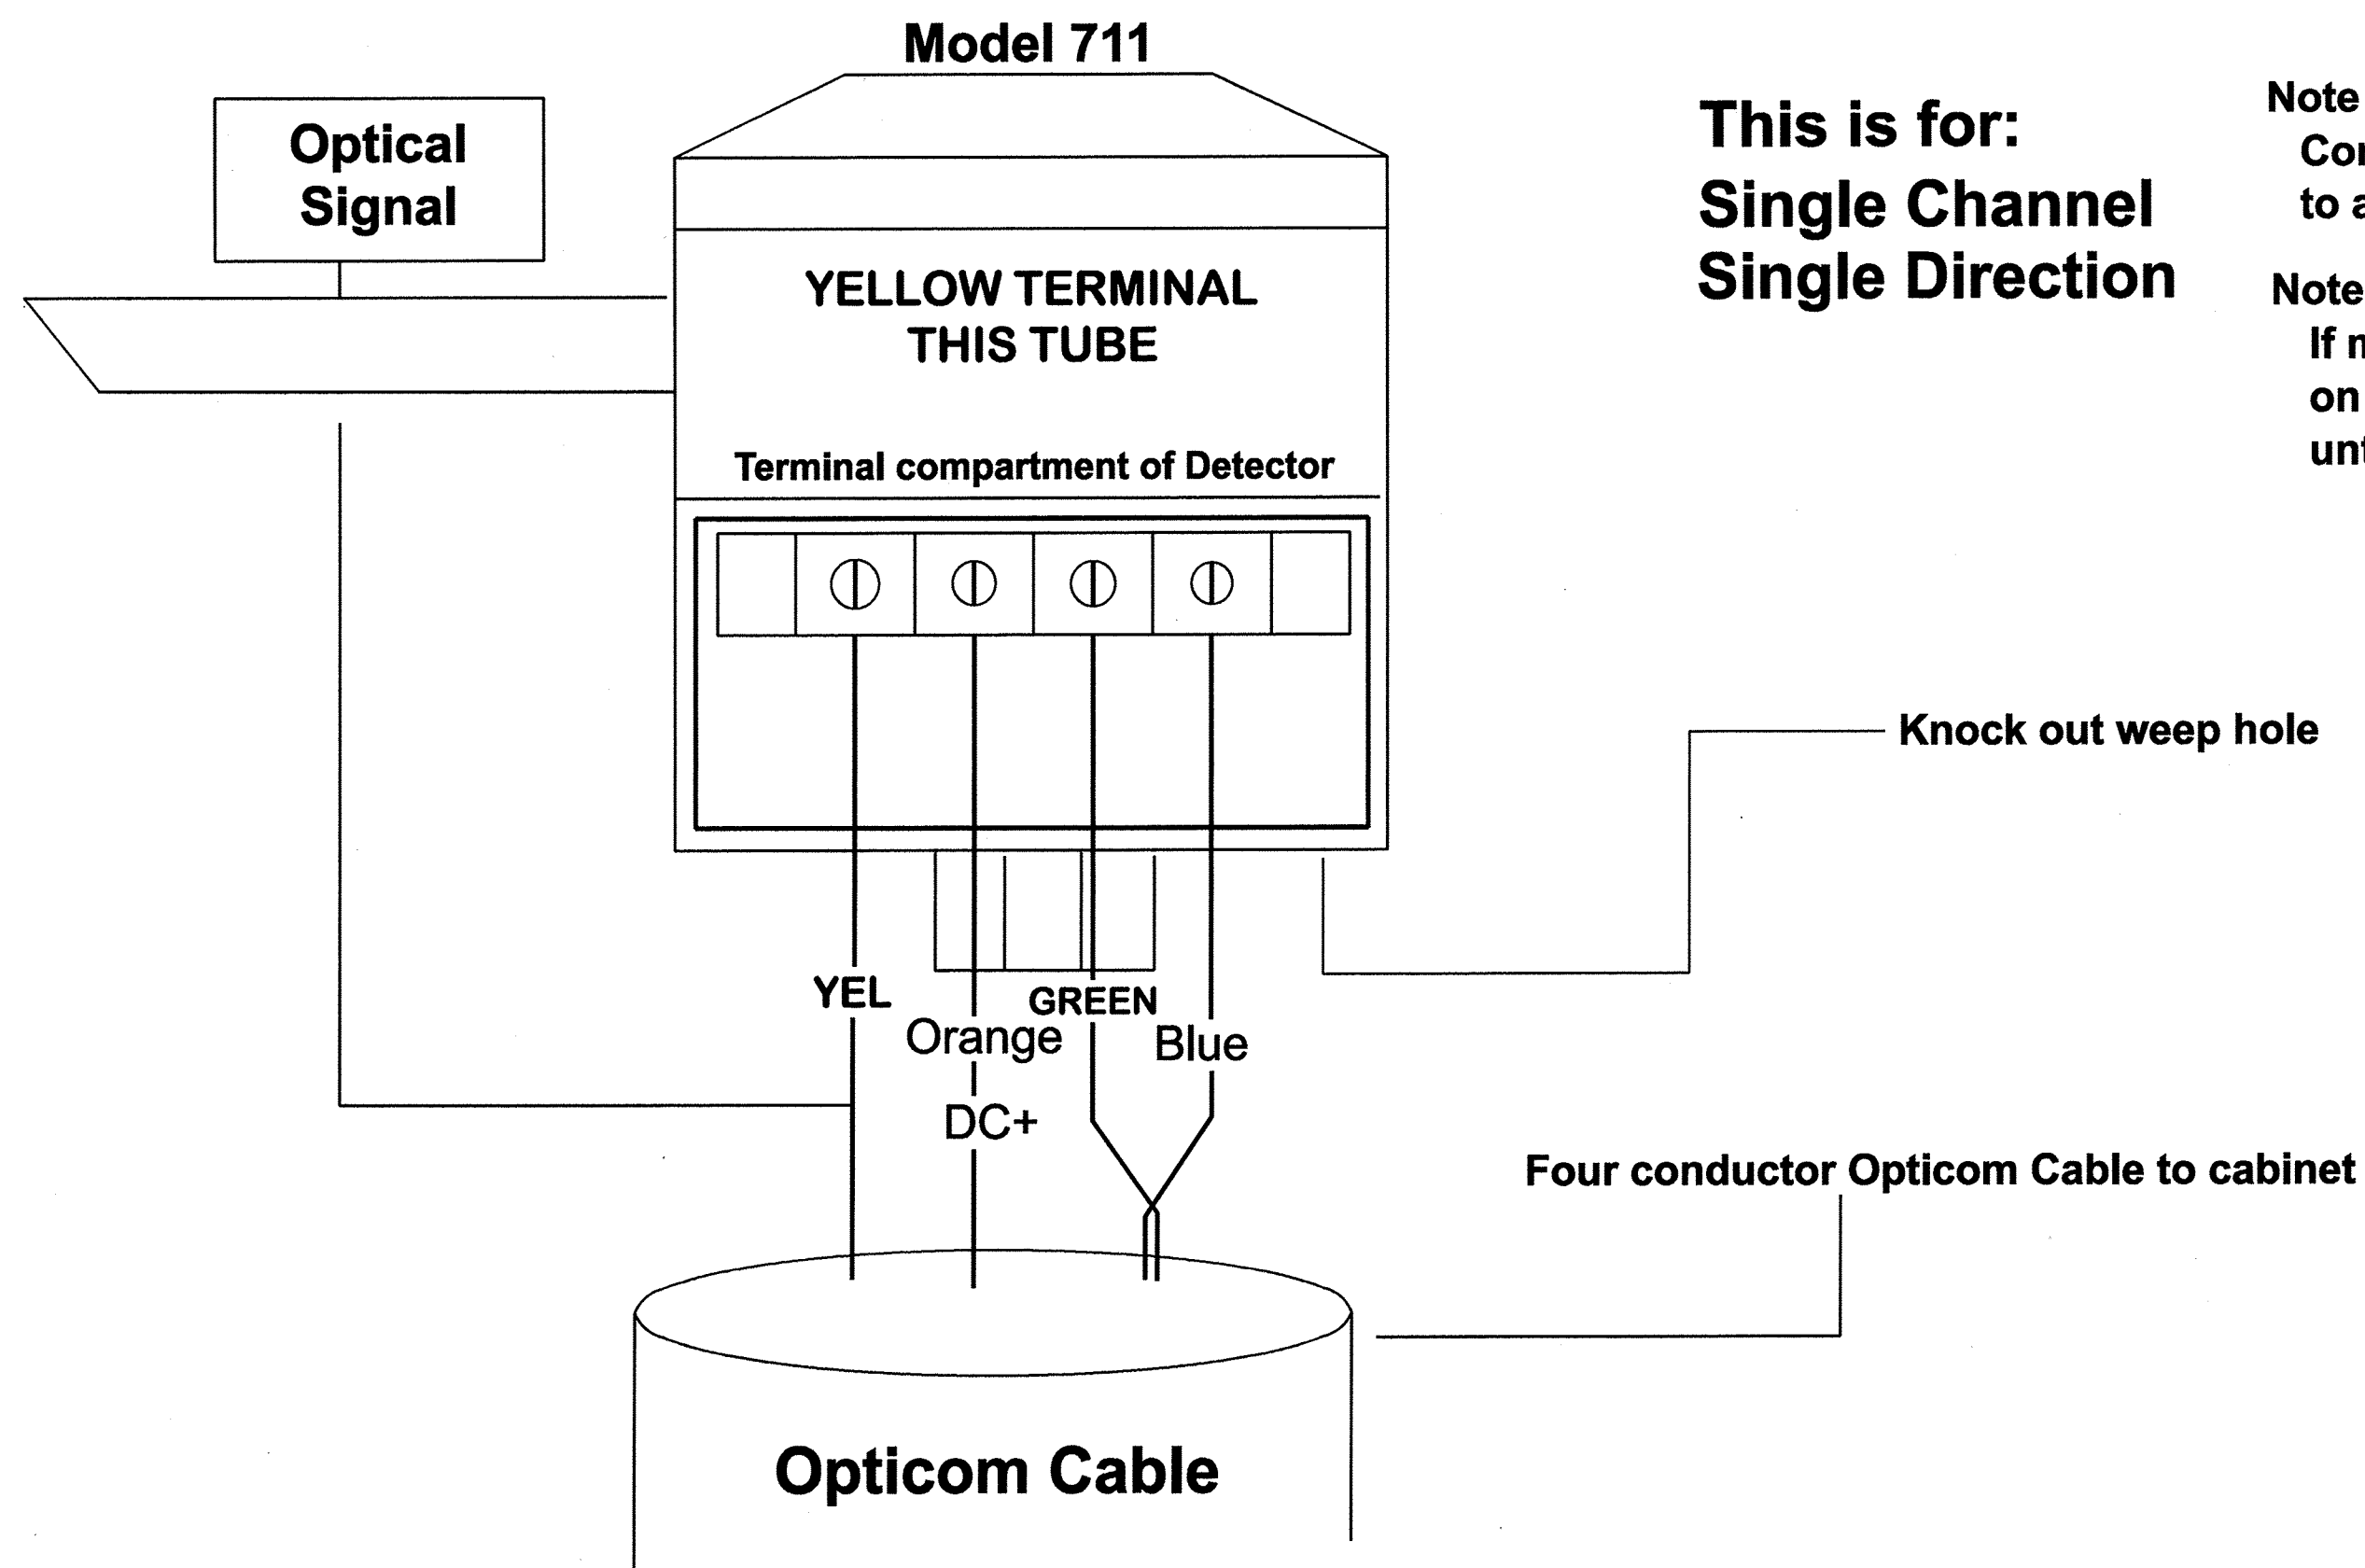 Model 711
Optical
Signal
This is for:
Single Channel
Single Direction
Note
to
Note
If
on
YELLOW TERMINAL
THIS TUBE
Terminal compartment of Detector
Knock out weep hole
YEL
GREEN
Orange
Blue
DC+
Four conductor Opticom Cable to cabinet
Opticom Cable